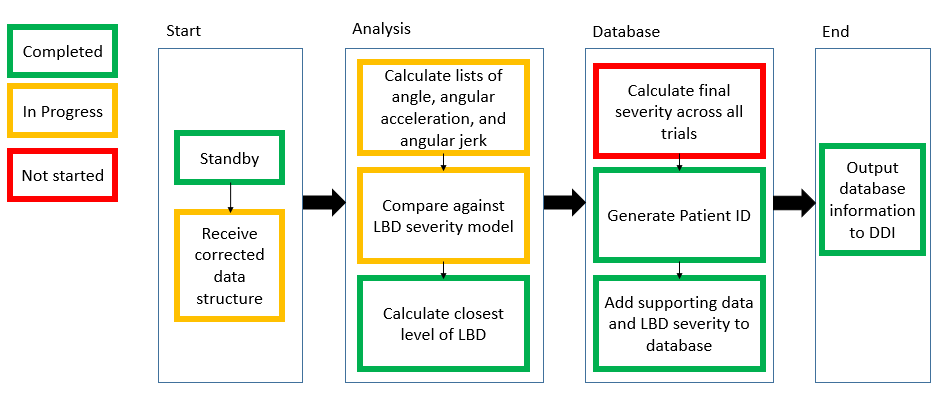 Completed
In Progress
Not started
Start
Standby
Receive
corrected
data
structure
Analysis
Calculate lists of
angle, angular
acceleration, and
angular jerk
Compare against
LBD severity model
Calculate closest
level of LBD
Database
Calculate final
severity across all
trials
Generate Patient ID
Add supporting data
and LBD severity to
database
End
Output
database
information
to DDI